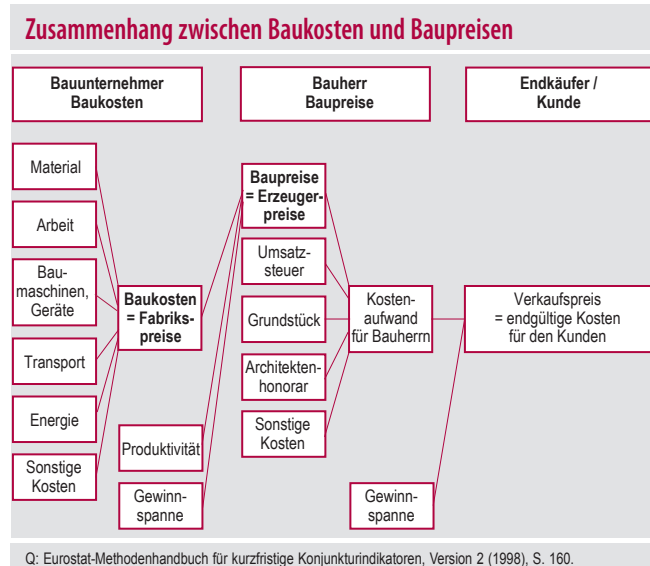 Zusammenhang zwischen Baukosten und Baupreisen
Bauunternehmer
Baukosten
Bauherr
Baupreise
Endkäufer /
Kunde
Material
Arbeit
Bau-
maschinen,
Geräte
Transport
Energie
Sonstige
Kosten
Baukosten
= Fabriks-
preise
Produktivität
Gewinn-
spanne
Baupreise
= Erzeuger-
preise
Umsatz-
steuer
Grundstück
Architekten-
honorar
Sonstige
Kosten
Kosten-
aufwand
für Bauherrn
Gewinn-
spanne
Verkaufspreis
= endgültige Kosten
für den Kunden
Q: Eurostat-Methodenhandbuch für kurzfristige Konjunkturindikatoren, Version 2 (1998), S. 160.